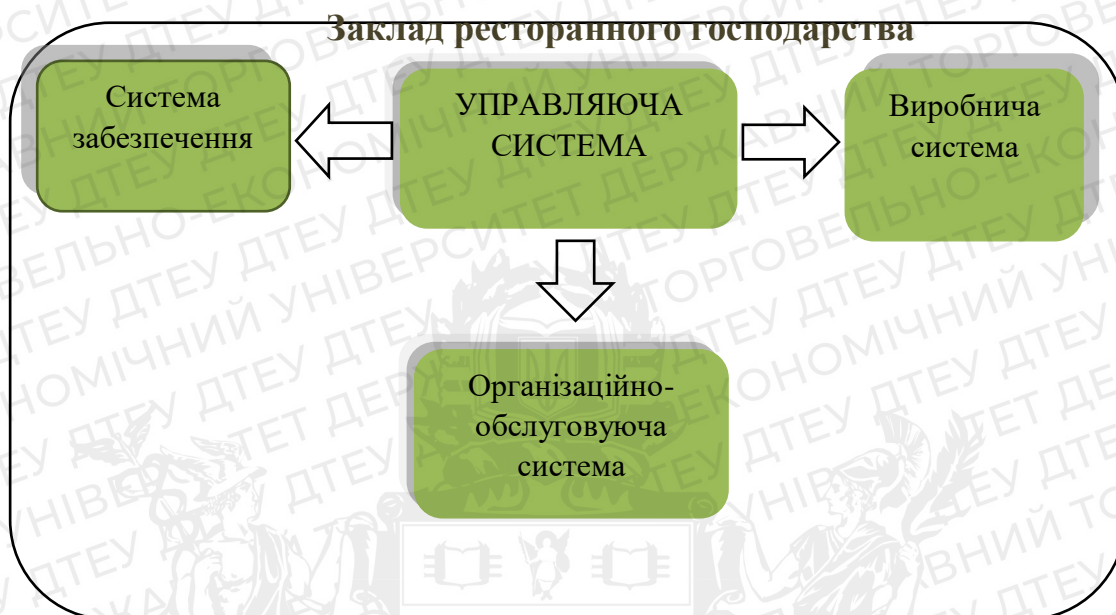 Заклад ресторанного господарства
Система
забезпечення
УПРАВЛЯЮЧА
СИСТЕМА
Виробнича
система
Організаційно-
обслуговуюча
система